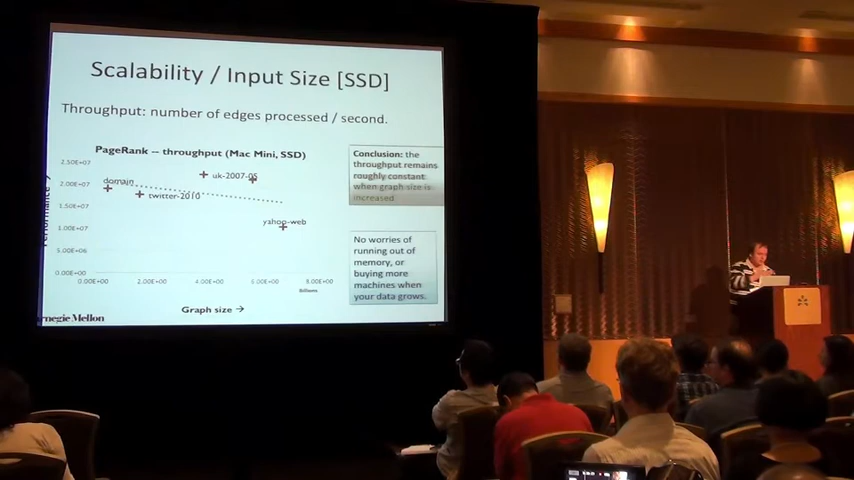 Scalability / Input Size [SSD]
Throughput: number of edges processed / second.
PageRank -- throughput (Mac Mini, SSD)
2.50E+07
2.00E+07
1.50E+07
1.00E+07
5.00E+06
0.00E+00
domain
twitter-2010
uk-2007-05
yahoo-web
0.00E+00 2.00E+00 4.00E+00 6.00E+00 8.00E+00
Billions
Graph size →
Conclusion: the
throughput remains
roughly constant
when graph size is
increased
No worries of
running out of
memory, or
buying more
machines when
your data grows.
Mellon